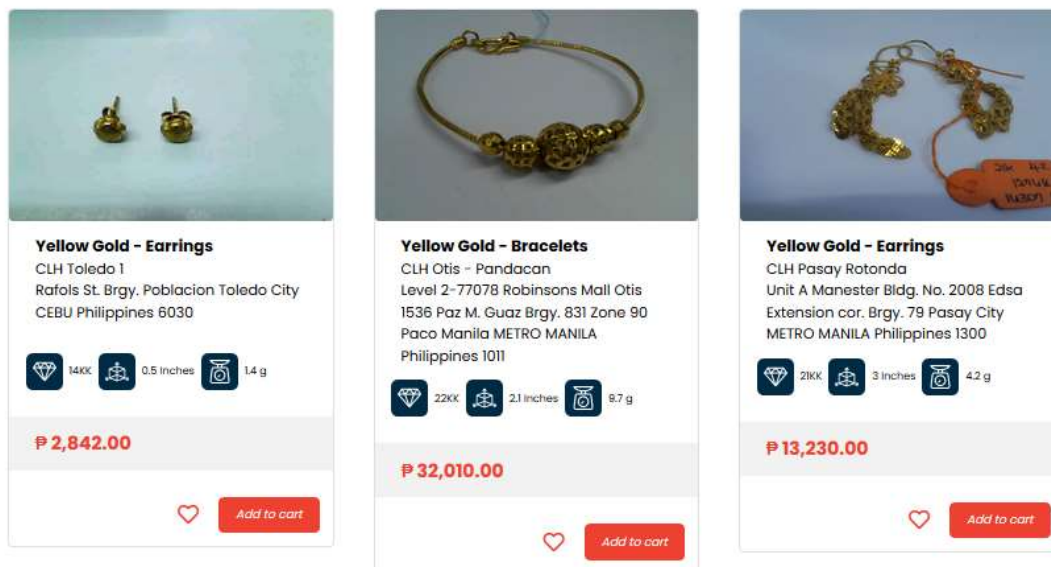 Yellow Gold - Earrings
CLH Toledo 1
Rafols St. Brgy. Poblacion Toledo City
CEBU Philippines 6030
14KK 0.5 Inches 1.4 g
₱ 2,842.00
Add to cart
Yellow Gold - Bracelets
CLH Otis - Pandacan
Level 2-77078 Robinsons Mall Otis
1536 Paz M. Guaz Brgy. 831 Zone 90
Paco Manila METRO MANILA
Philippines 1011
22KK 2.1 Inches 9.7 g
₱ 32,010.00
Add to cart
Yellow Gold - Earrings
CLH Pasay Rotonda
Unit A Manester Bldg. No. 2008 Edsa
Extension cor. Brgy. 79 Pasay City
METRO MANILA Philippines 1300
21KK 3 Inches 4.2 g
₱ 13,230.00
Add to cart